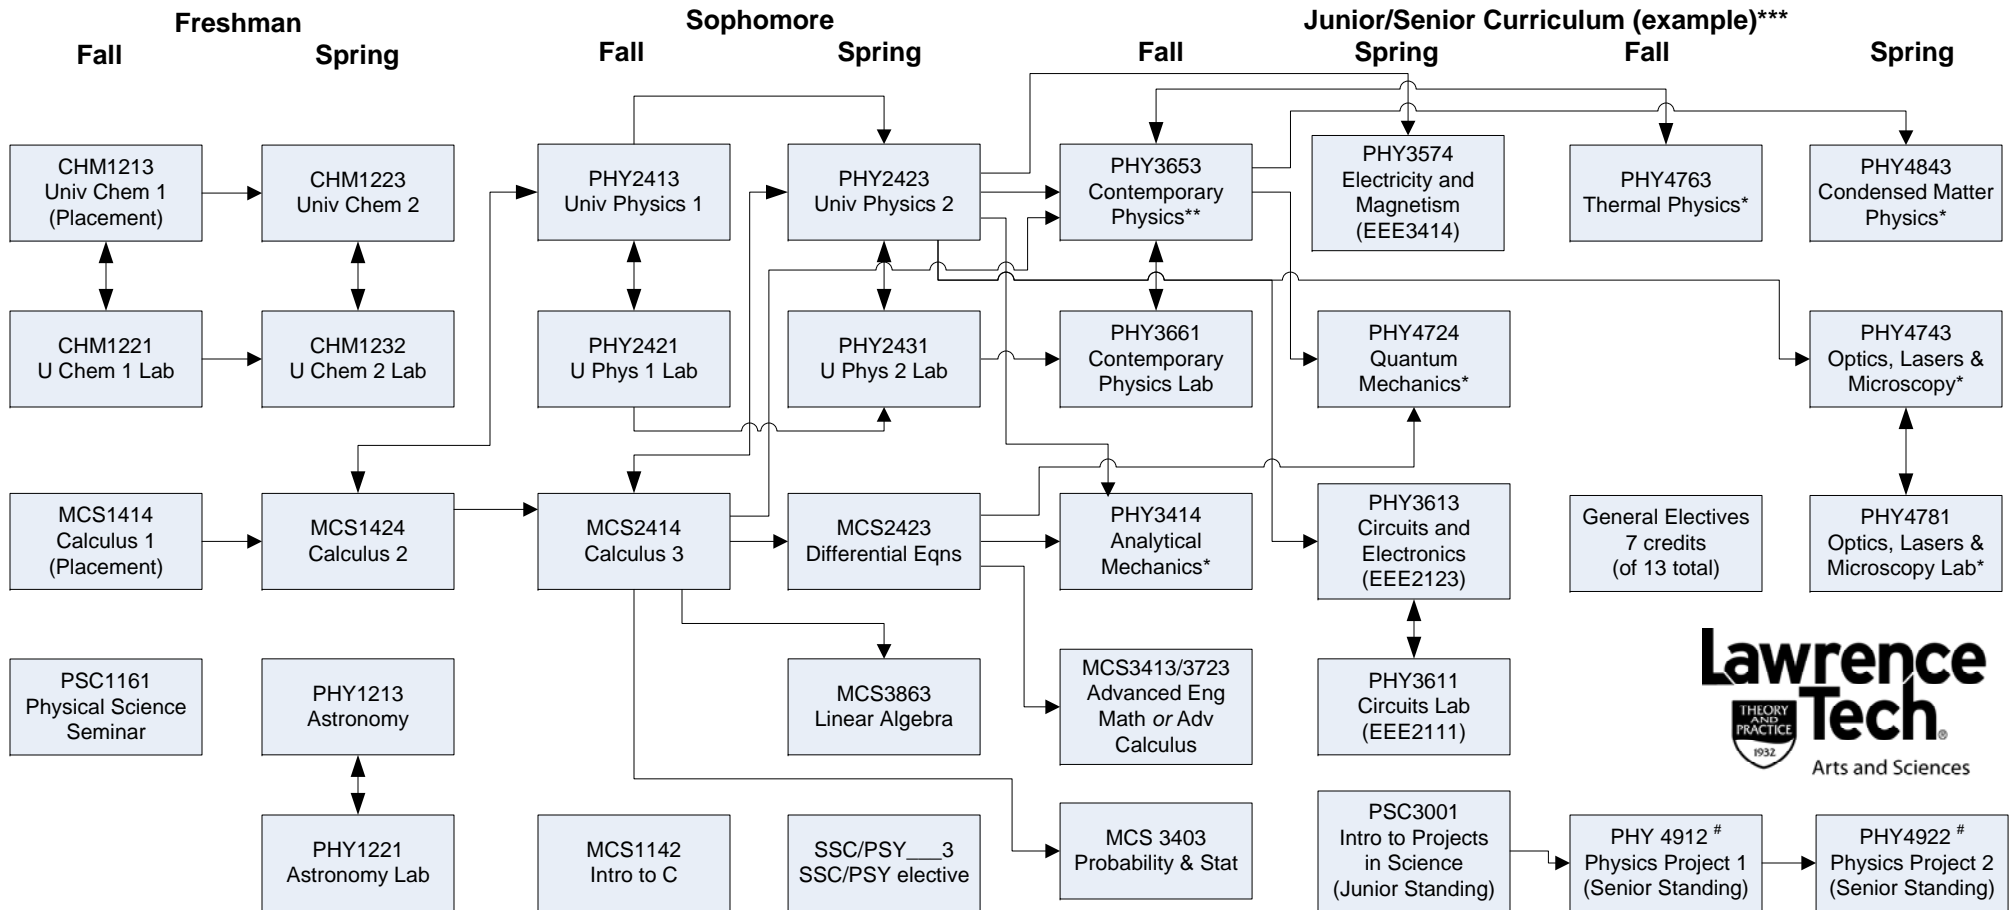 Freshman
Sophomore
Junior/Senior Curriculum (example)***
Fall
Spring
Fall
Spring
Fall
Spring
Fall
Spring
CHM1213
Univ Chem 1
(Placement)
CHM1223
Univ Chem 2
PHY2413
Univ Physics 1
PHY2423
Univ Physics 2
PHY3653
Contemporary
Physics**
PHY3574
Electricity and
Magnetism
(EEE3414)
PHY4763
Thermal Physics*
PHY4843
Condensed Matter
Physics*
CHM1221
U Chem 1 Lab
CHM1232
U Chem 2 Lab
PHY2421
U Phys 1 Lab
PHY2431
U Phys 2 Lab
PHY3661
Contemporary
Physics Lab
PHY4724
Quantum
Mechanics*
PHY4743
Optics, Lasers &
Microscopy*
MCS1414
Calculus 1
(Placement)
MCS1424
Calculus 2
MCS2414
Calculus 3
MCS2423
Differential Eqns
PHY3414
Analytical
Mechanics*
PHY3613
Circuits and
Electronics
(EEE2123)
General Electives
7 credits
(of 13 total)
PHY4781
Optics, Lasers &
Microscopy Lab*
PSC1161
Physical Science
Seminar
PHY1213
Astronomy
MCS3863
Linear Algebra
MCS3413/3723
Advanced Eng
Math or Adv
Calculus
PHY3611
Circuits Lab
(EEE2111)
Lawrence
Tech®
THEORY
AND
PRACTICE
1932
Arts and Sciences
PHY1221
Astronomy Lab
MCS1142
Intro to C
SSC/PSY___3
SSC/PSY elective
MCS 3403
Probability & Stat
PSC3001
Intro to Projects
in Science
(Junior Standing)
PHY 4912 #
Physics Project 1
(Senior Standing)
PHY4922 #
Physics Project 2
(Senior Standing)